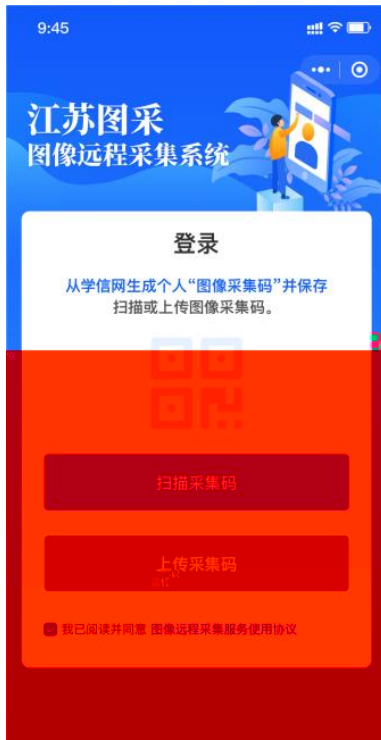 9:45
江苏图采
图像远程采集系统
登录
从学信网生成个人“图像采集码”并保存
扫描或上传图像采集码。
扫描采集码
上传采集码
我已阅读并同意 图像远程采集服务使用协议